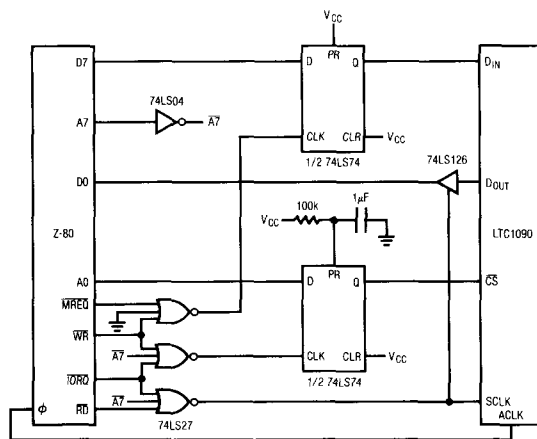 V_CC
D7
D
PR
Q
D_IN
74LS04
A7
A̅7̅
CLK
CLR
V_CC
1/2 74LS74
74LS126
D0
D_OUT
100k
1µF
V_CC
Z-80
LTC1090
A0
D
PR
Q
C̅S̅
M̅R̅E̅Q̅
W̅R̅
A̅7̅
CLK
CLR
V_CC
I̅O̅R̅Q̅
1/2 74LS74
A̅7̅
SCLK
R̅D̅
ACLK
ϕ
74LS27